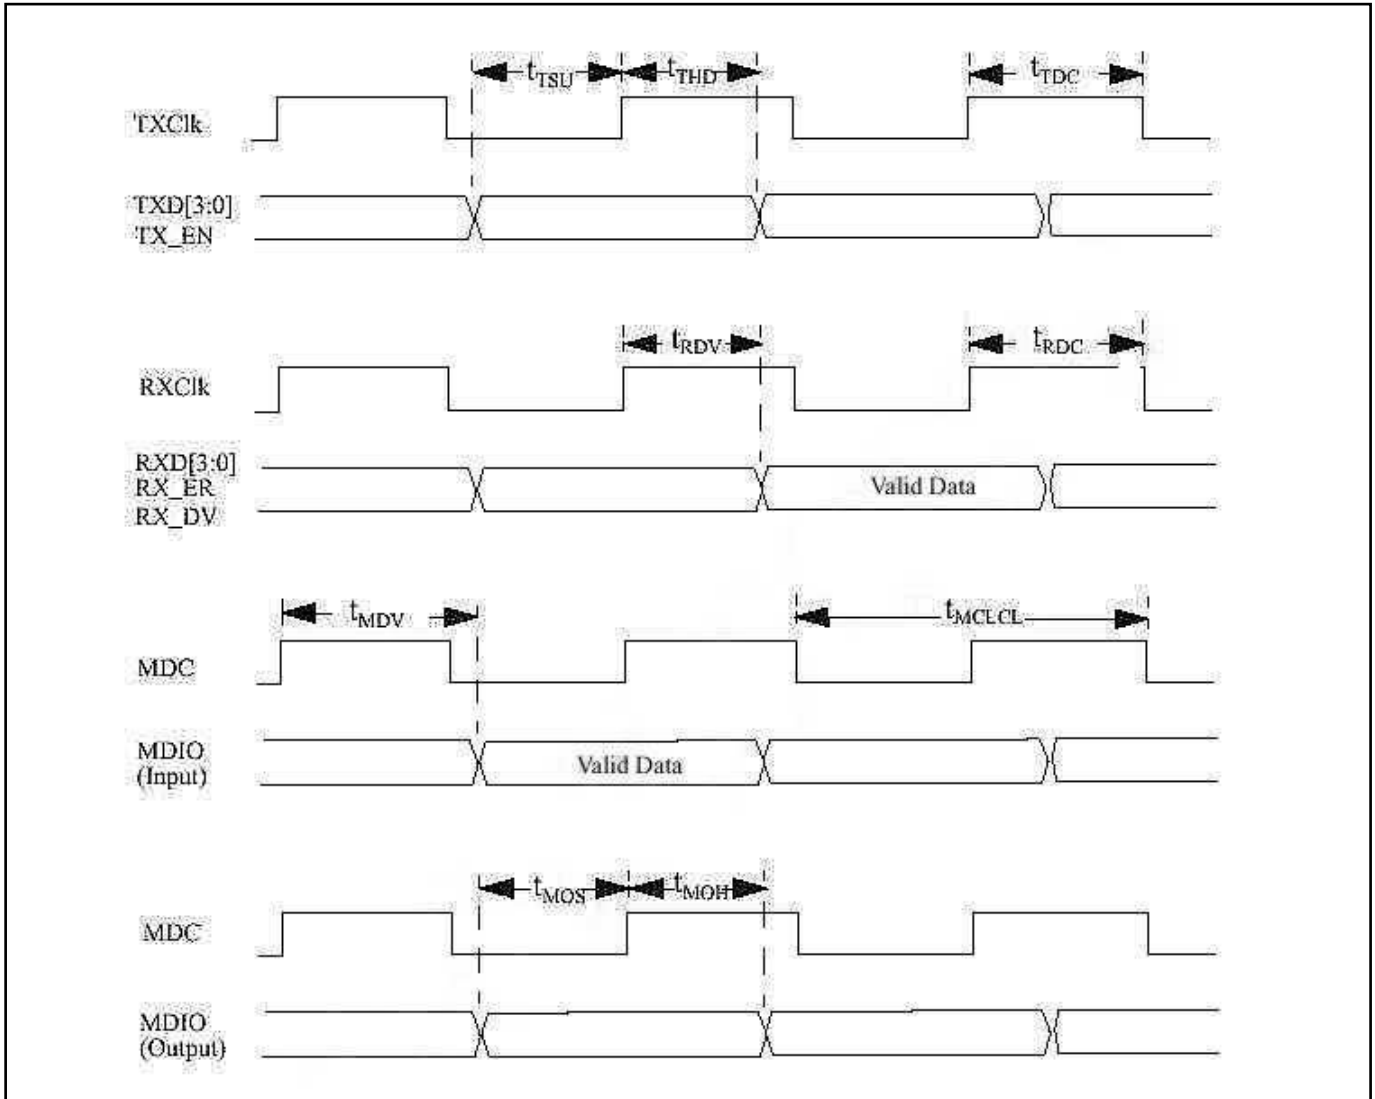 tTSU tTHD tTDC
TXClk
TXD[3:0]
TX_EN
tRDV tRDC
RXClk
RXD[3:0]
RX_ER
RX_DV
Valid Data
tMDV tMCLCL
MDC
MDIO
(Input)
Valid Data
tMOS tMOH
MDC
MDIO
(Output)